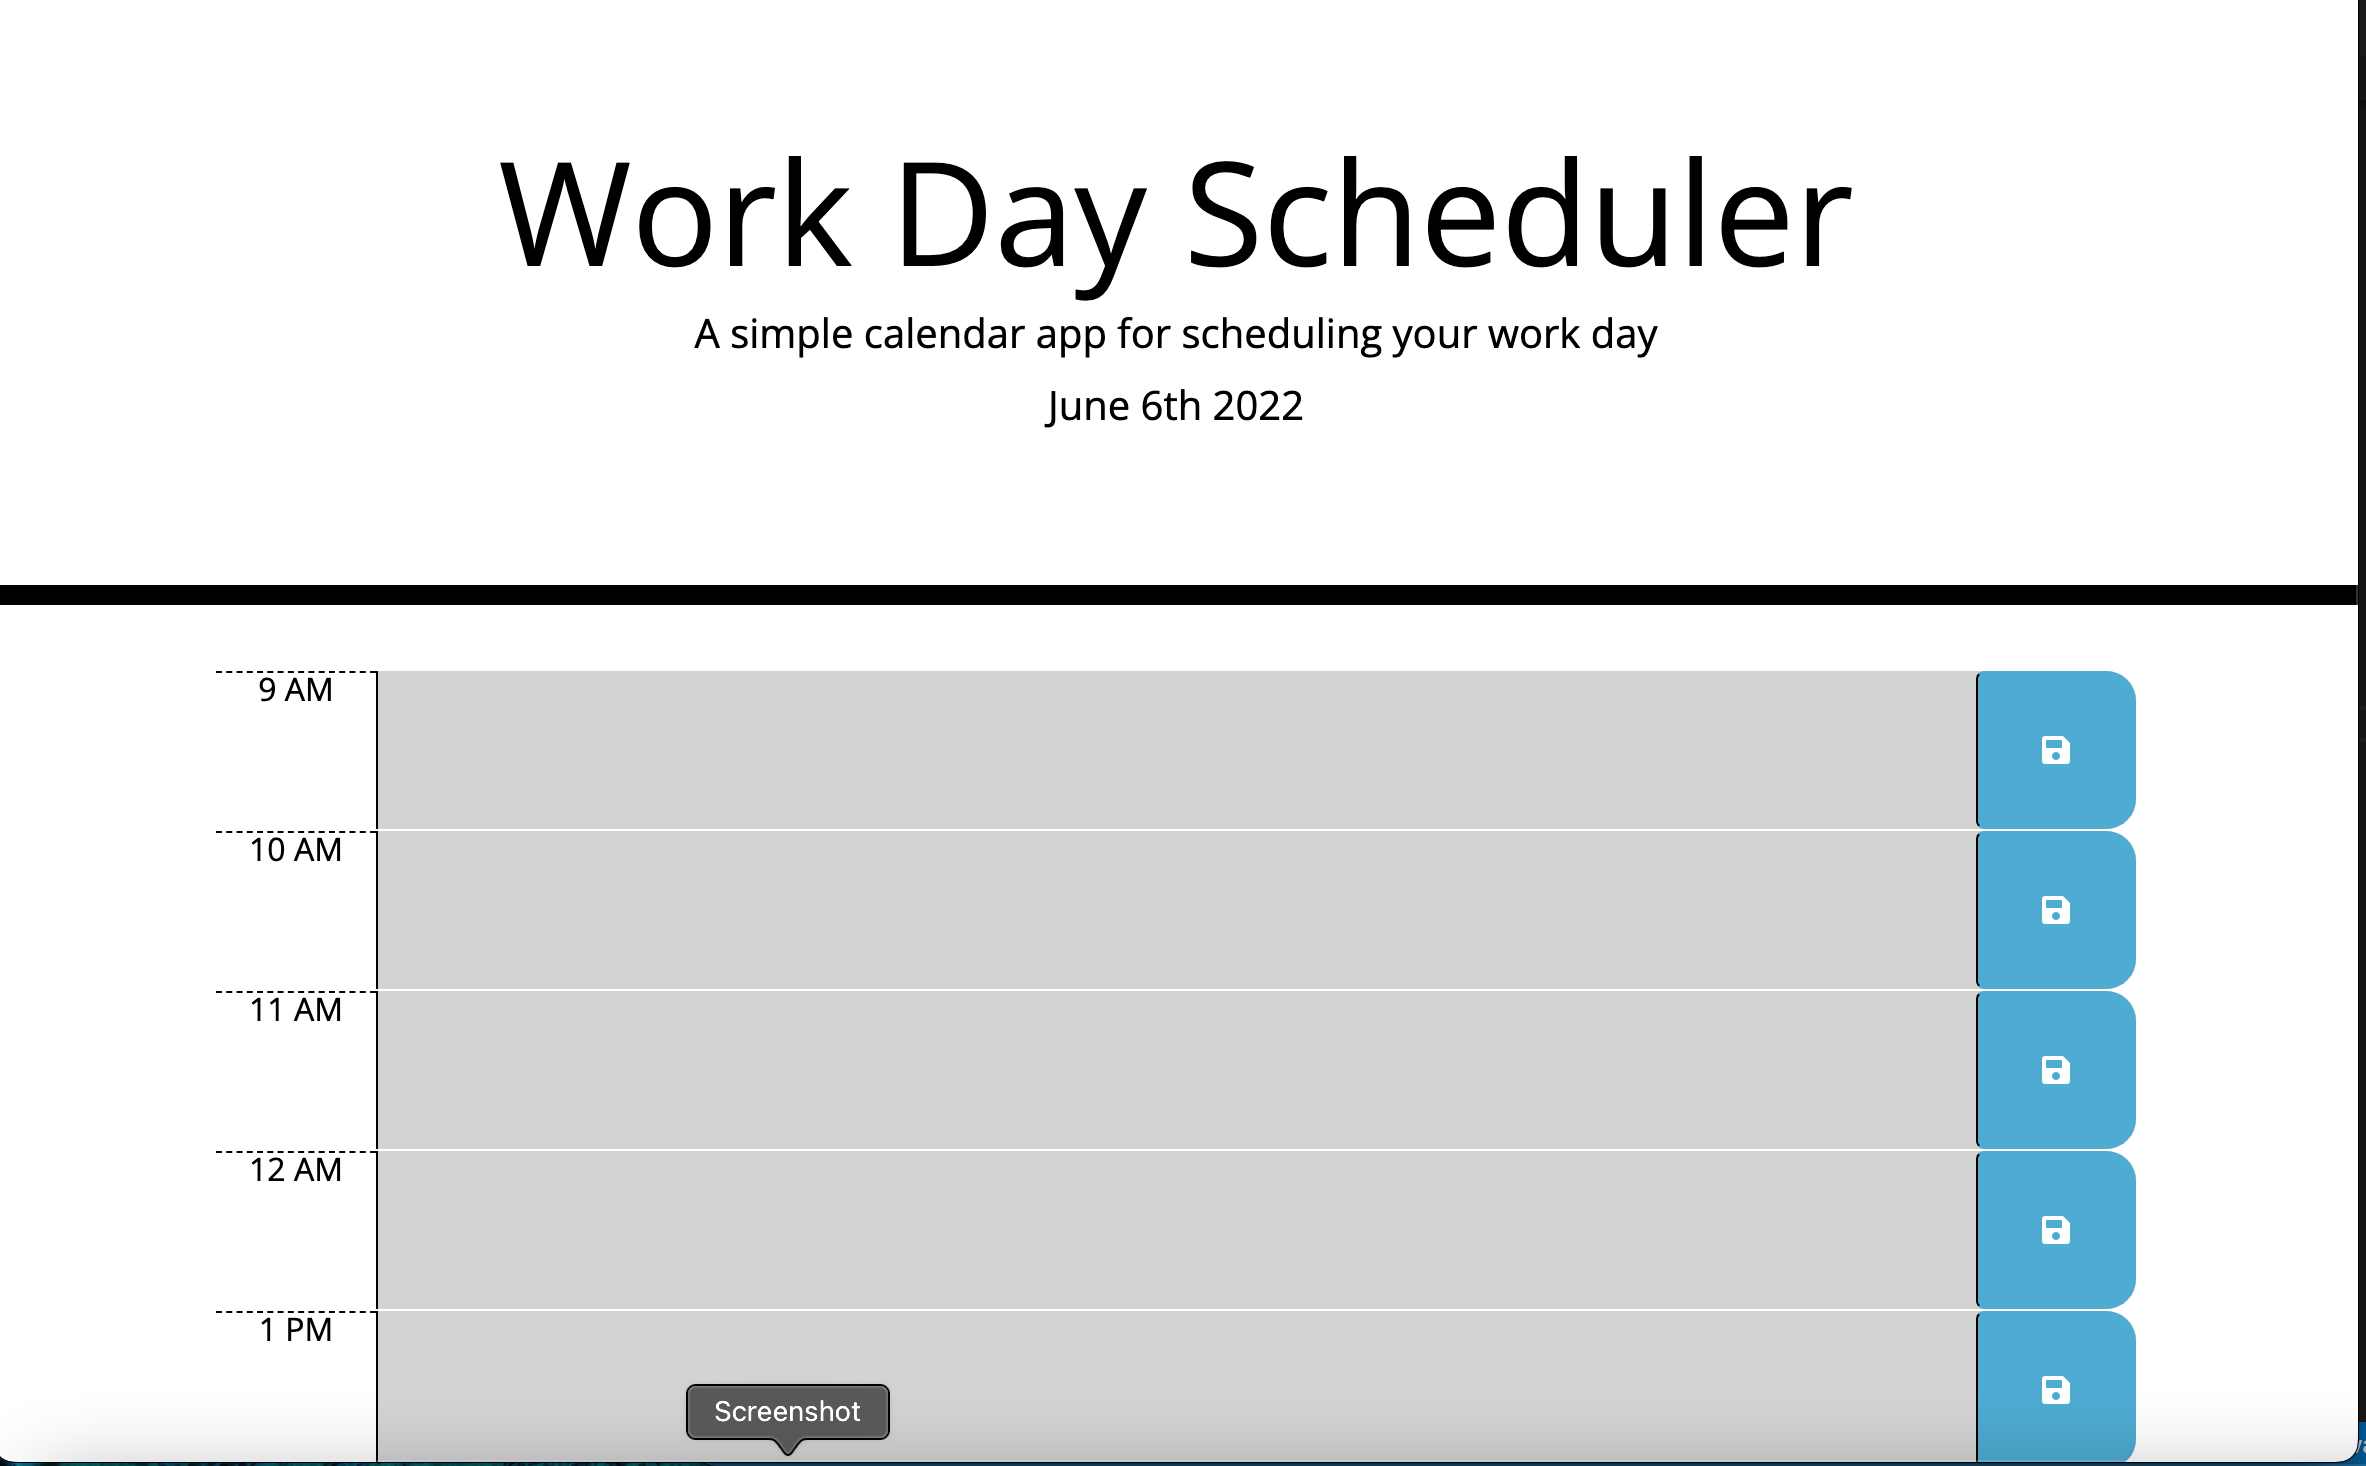 Work Day Scheduler
A simple calendar app for scheduling your work day
June 6th 2022
9 AM
10 AM
11 AM
12 AM
1 PM
Screenshot